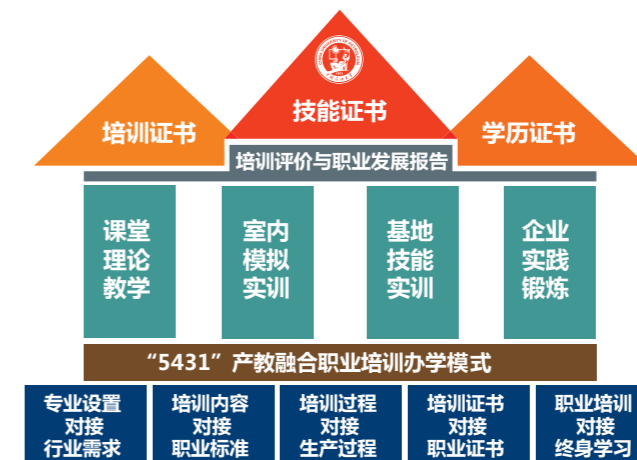 技能证书
培训证书
学历证书
培训评价与职业发展报告
课堂
理论
教学
室内
模拟
实训
基地
技能
实训
企业
实践
锻炼
“5431”产教融合职业培训办学模式
专业设置
对接
行业需求
培训内容
对接
职业标准
培训过程
对接
生产过程
培训证书
对接
职业证书
职业培训
对接
终身学习